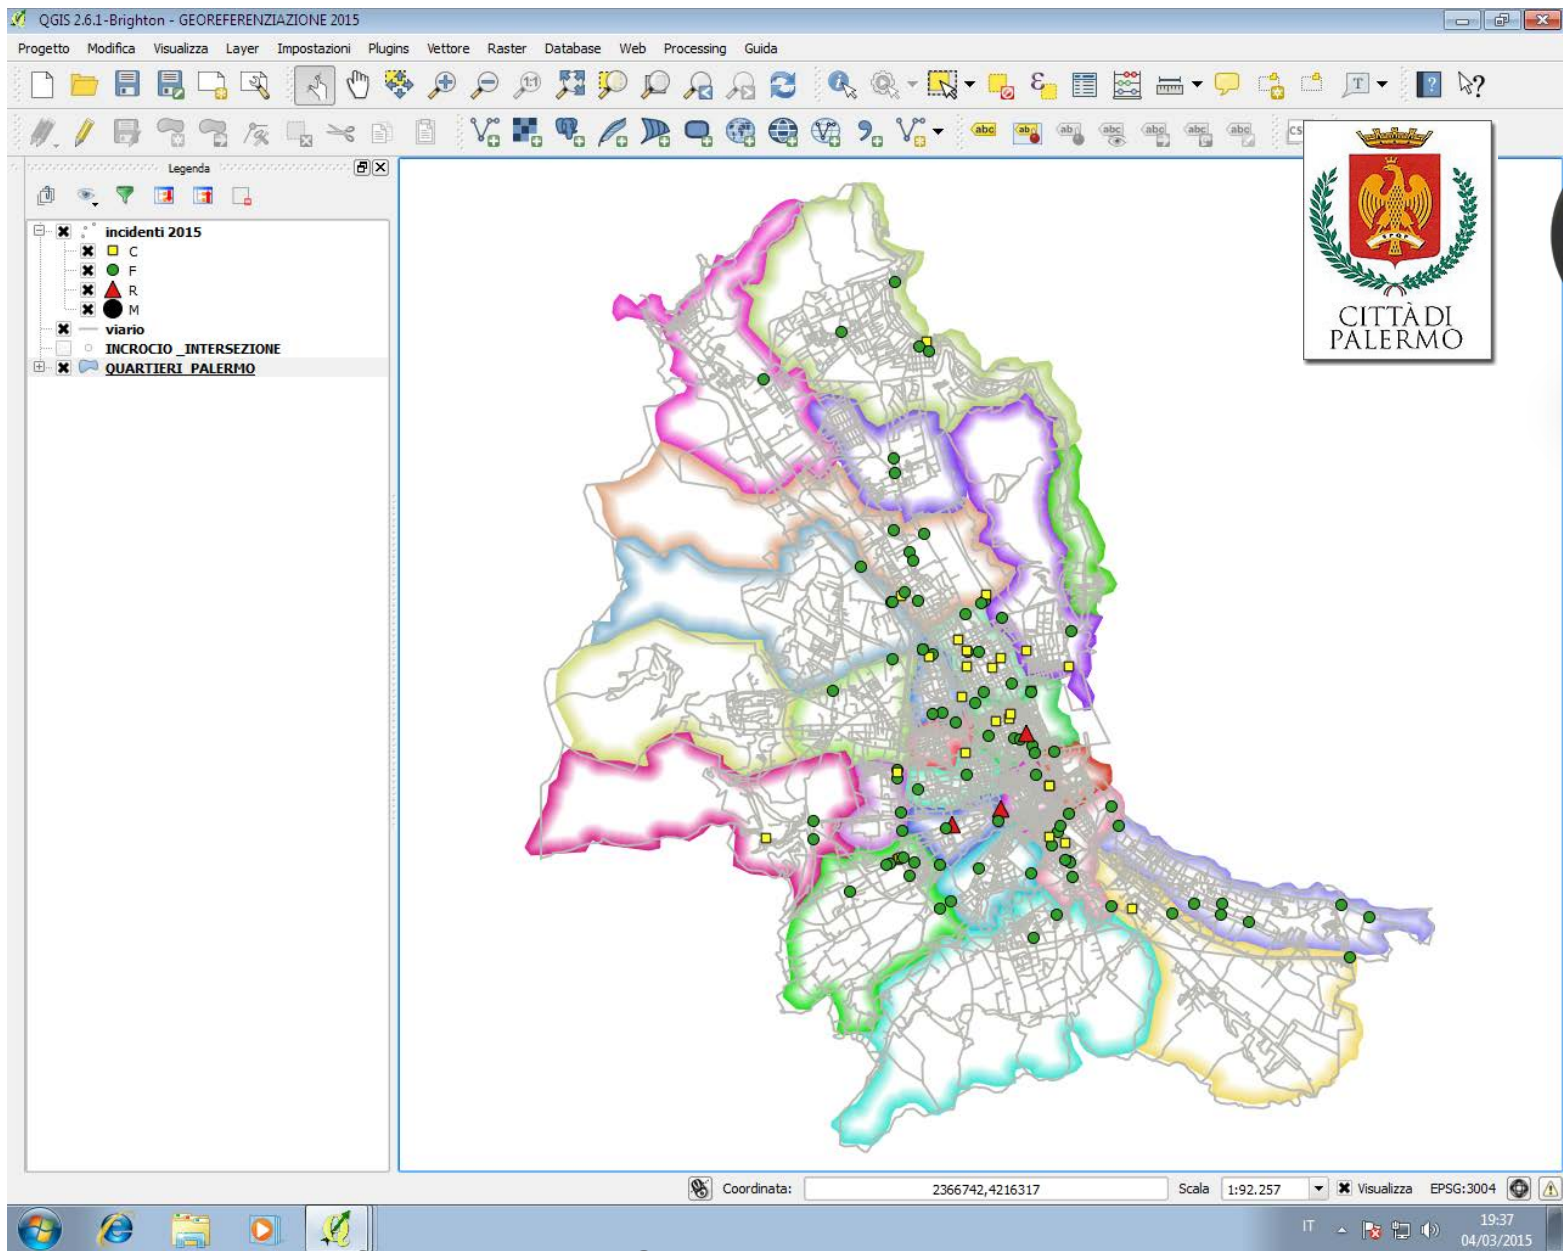 QGIS 2.6.1-Brighton - GEOREFERENZIAZIONE 2015
Progetto Modifica Visualizza Layer Impostazioni Plugins Vettore Raster Database Web Processing Guida
Legenda
incidenti 2015
C
F
R
M
viario
INCROCIO _INTERSEZIONE
QUARTIERI PALERMO
CITTÀ DI
PALERMO
Coordinata: 2366742,4216317 Scala 1:92.257 Visualizza EPSG:3004
IT 19:37
04/03/2015